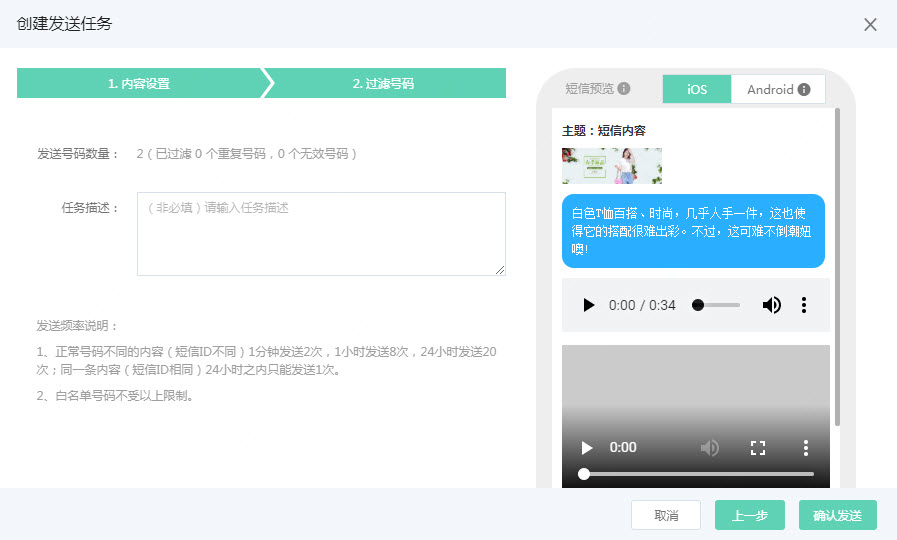 创建发送任务
1. 内容设置
2. 过滤号码
发送号码数量：
2（已过滤 0 个重复号码，0 个无效号码）
任务描述：
（非必填）请输入任务描述
发送频率说明：
1、正常号码不同的内容（短信ID不同）1分钟发送2次，1小时发送8次，24小时发送20
次；同一条内容（短信ID相同）24小时之内只能发送1次。
2、白名单号码不受以上限制。
短信预览
iOS
Android
主题：短信内容
白色T恤百搭、时尚，几乎人手一件，这也使
得它的搭配很难出彩。不过，这可难不倒潮妞
噢!
0:00 / 0:34
0:00
取消
上一步
确认发送